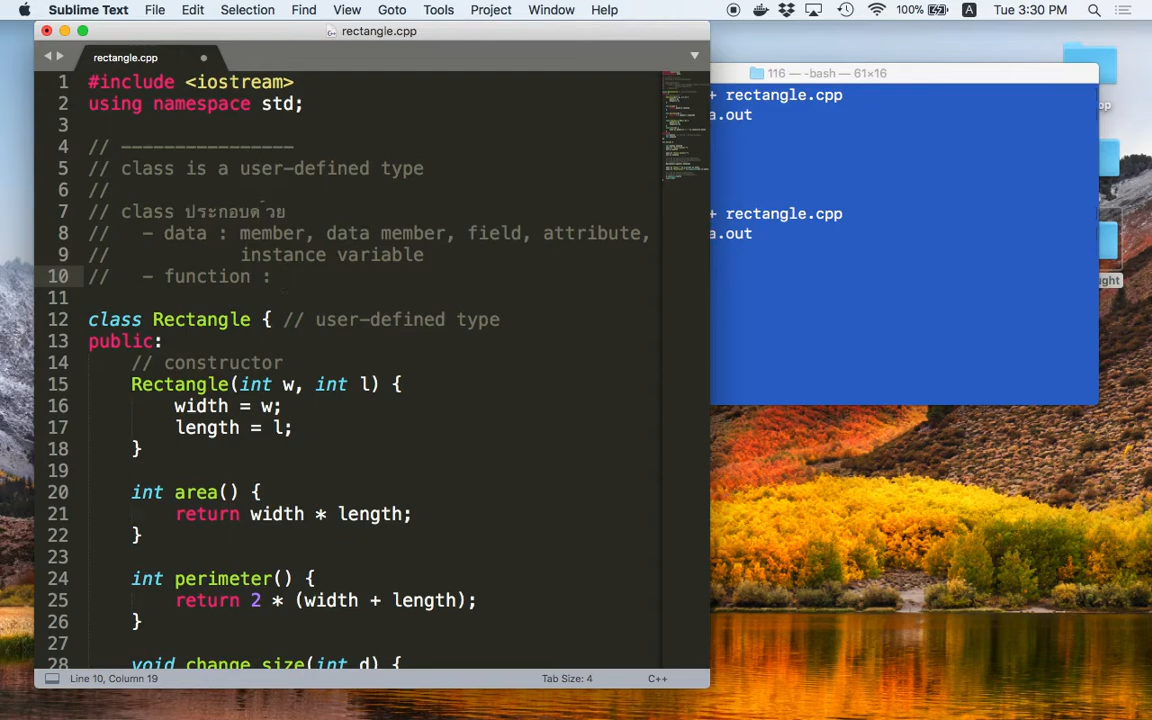 Sublime Text File Edit Selection Find View Goto Tools Project Window Help 100% A Tue 3:30 PM
rectangle.cpp
rectangle.cpp
1 #include <iostream>
2 using namespace std;
3
4 // ----------------
5 // class is a user-defined type
6 //
7 // class ประกอบด้วย
8 // - data : member, data member, field, attribute,
9 // instance variable
10 // - function :
11
12 class Rectangle { // user-defined type
13 public:
14 // constructor
15 Rectangle(int w, int l) {
16 width = w;
17 length = l;
18 }
19
20 int area() {
21 return width * length;
22 }
23
24 int perimeter() {
25 return 2 * (width + length);
26 }
27
28 void change_size(int d) {
Line 10, Column 19 Tab Size: 4 C++
116 — -bash — 61×16
+ rectangle.cpp
a.out
+ rectangle.cpp
a.out
op
ught